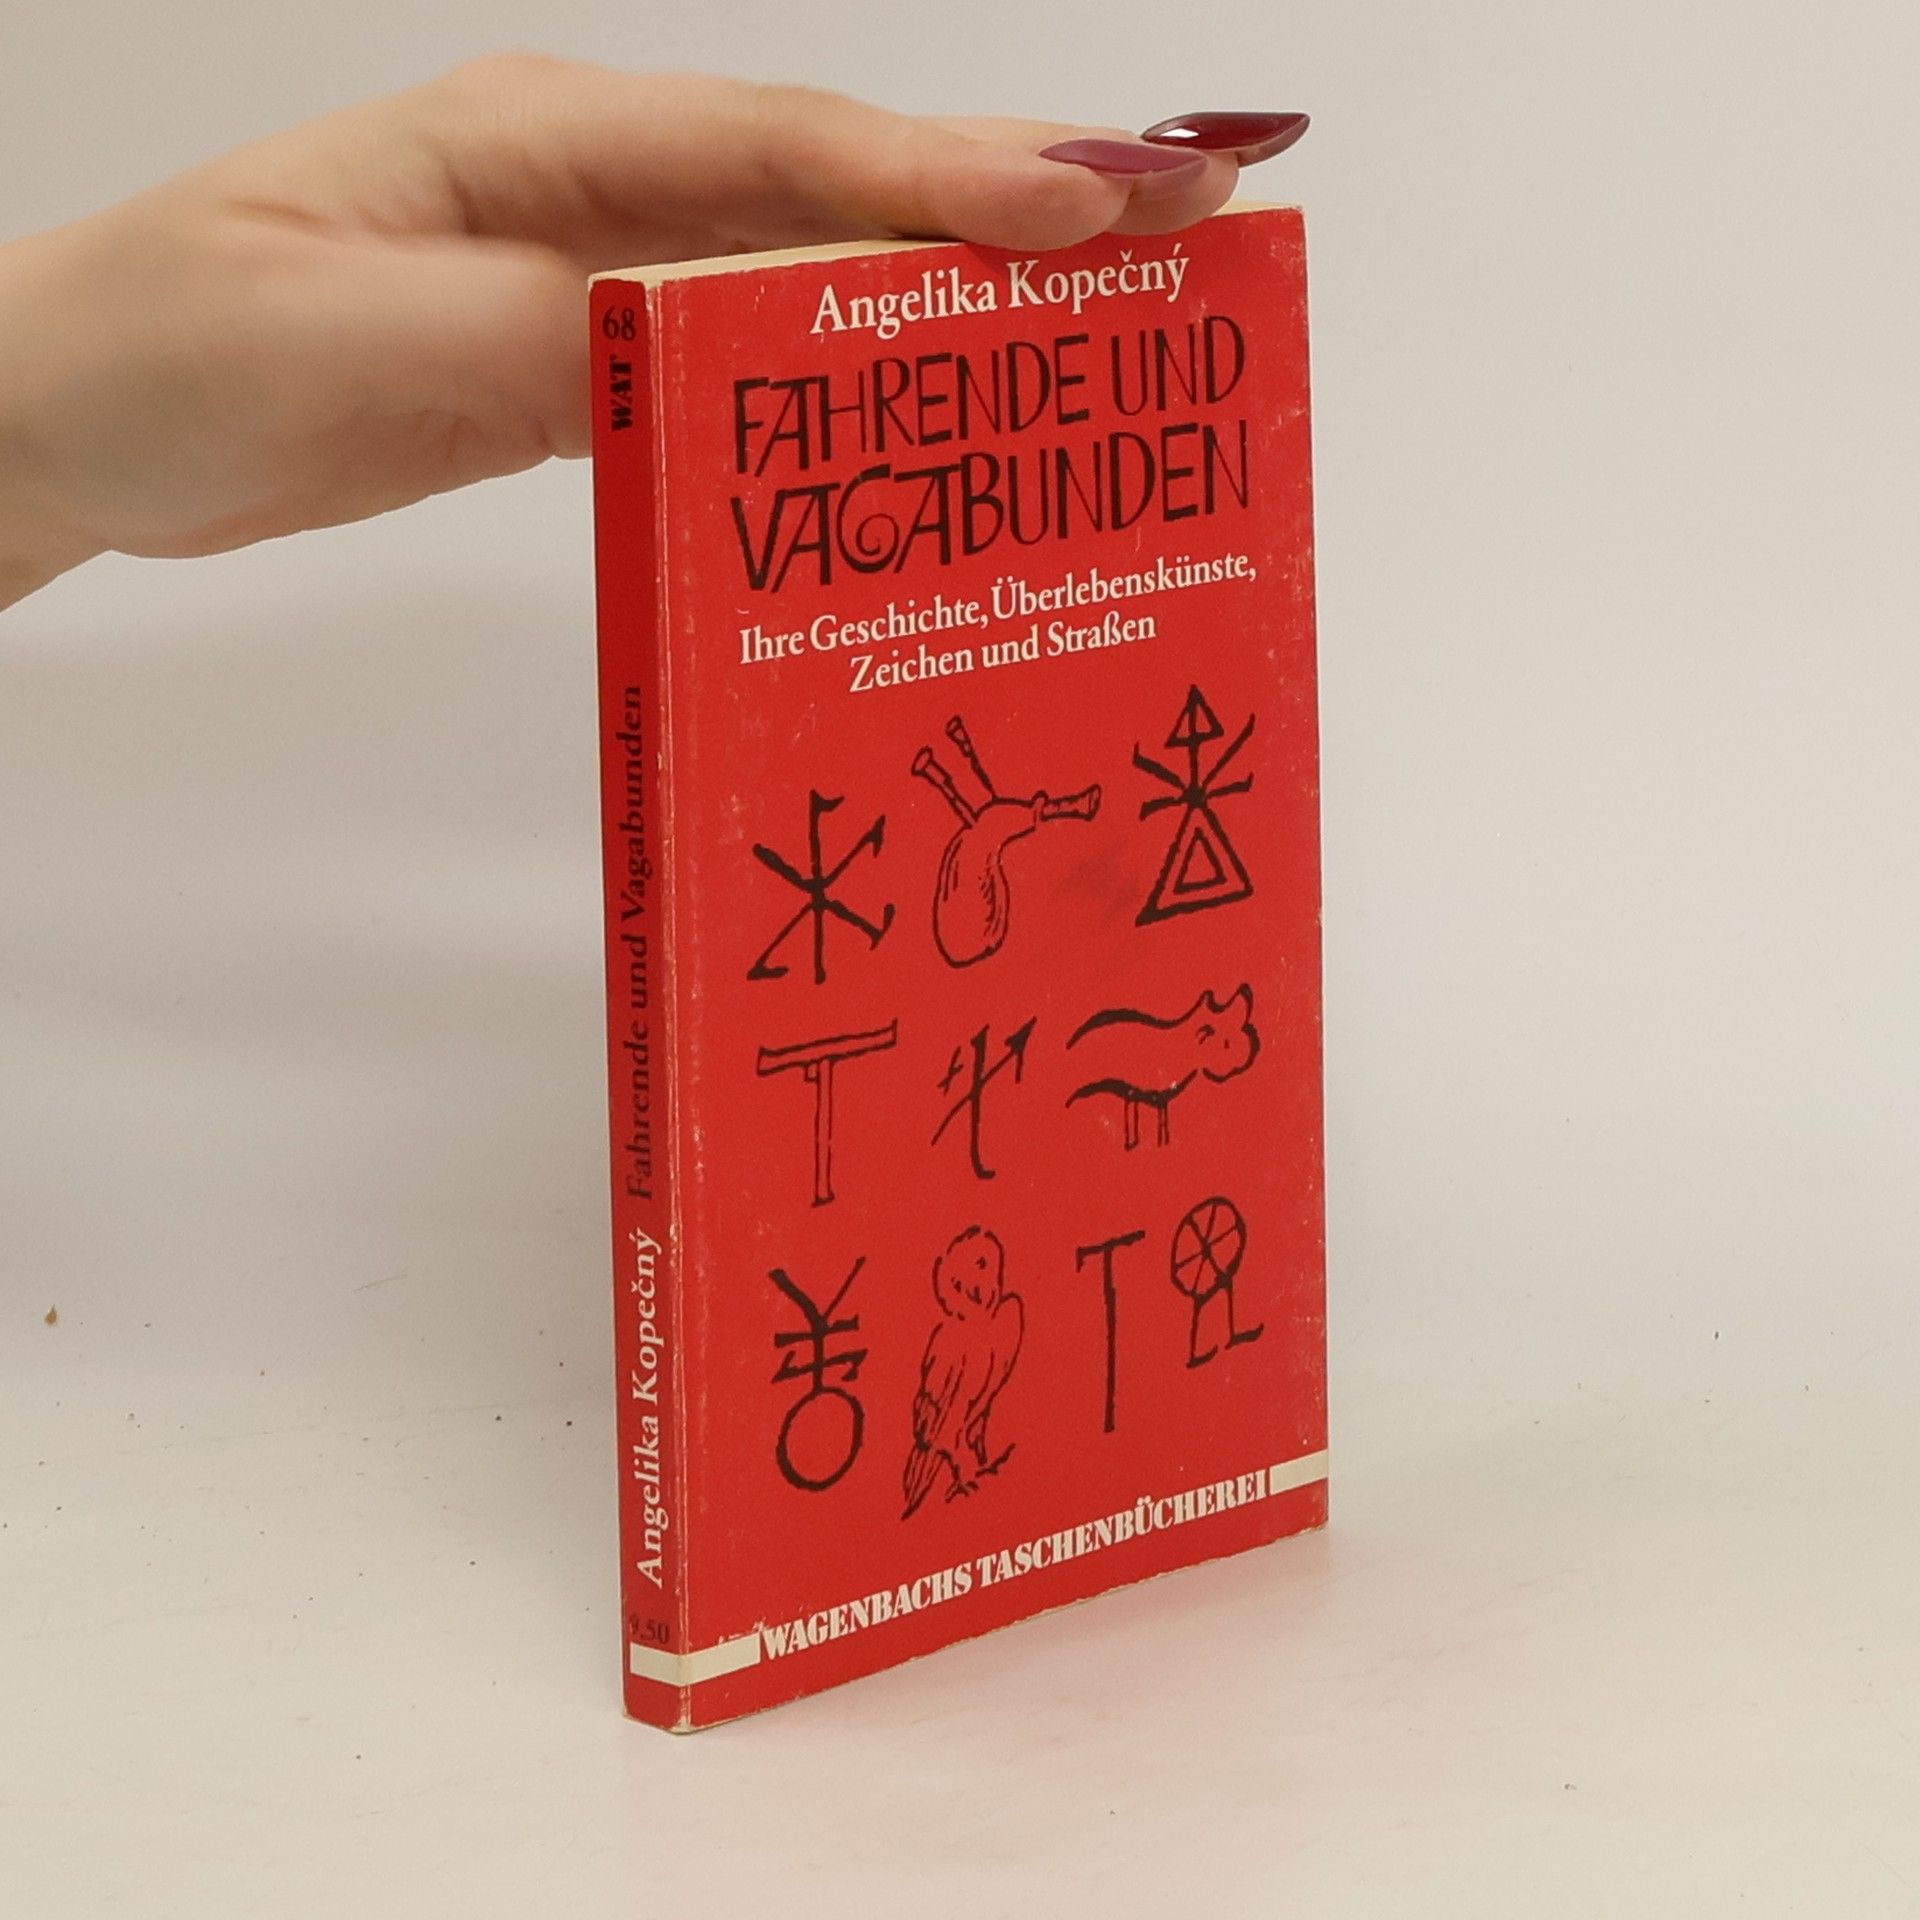 Angelika Kopečný
FAHRENDE UND
VAGABUNDEN
Ihre Geschichte, Überlebenskünste,
Zeichen und Straßen
WAGENBACHS TASCHENBÜCHEREI
Angelika Kopečný Fahrende und Vagabunden WAT 68
9.50